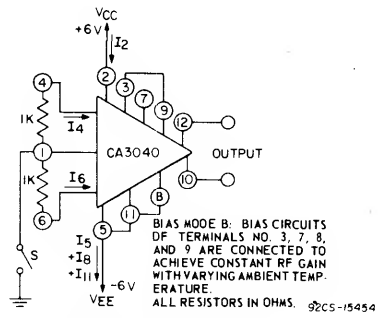 VCC
+6V
I2
2
3
7
9
4
1K
I4
1
CA3040
12
OUTPUT
10
1K
I6
6
8
11
5
S
I5
+I8
+I11
-6V
VEE
BIAS MODE B: BIAS CIRCUITS
OF TERMINALS NO. 3, 7, 8,
AND 9 ARE CONNECTED TO
ACHIEVE CONSTANT RF GAIN
WITH VARYING AMBIENT TEMP-
ERATURE.
ALL RESISTORS IN OHMS.
92CS-15454